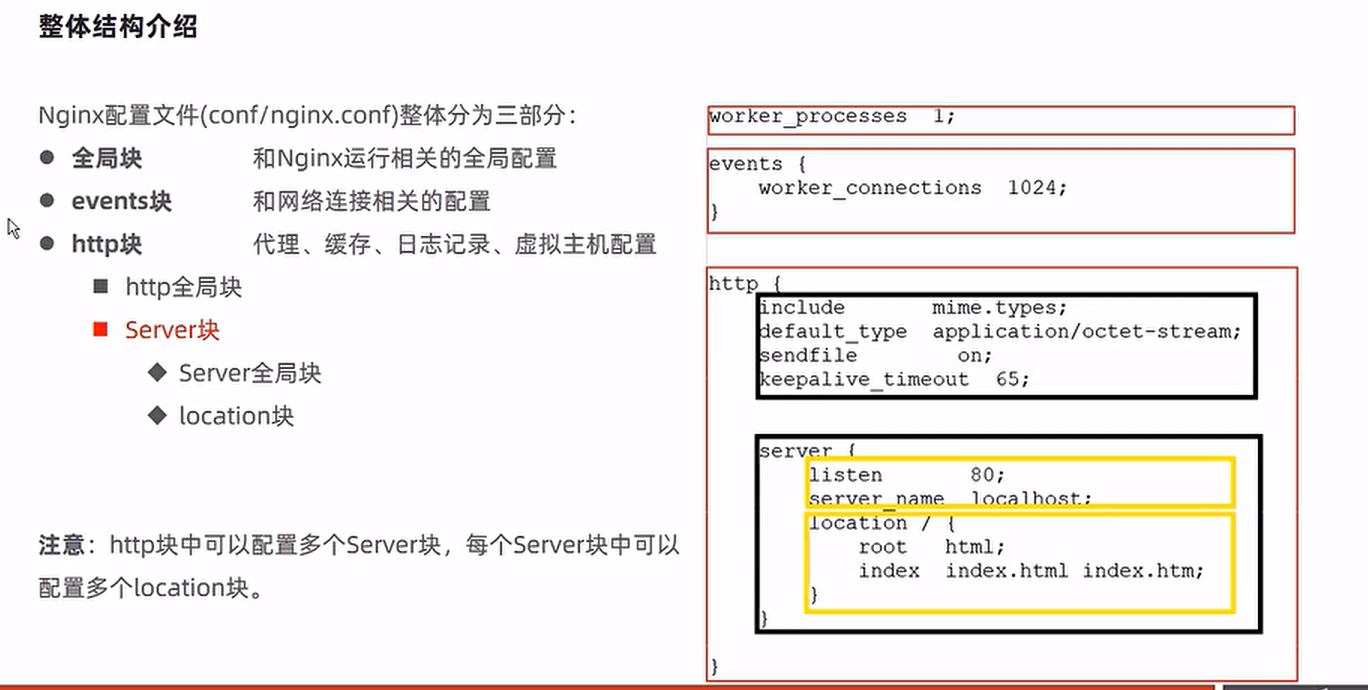 整体结构介绍
Nginx配置文件(conf/nginx.conf)整体分为三部分：
全局块 和Nginx运行相关的全局配置
events块 和网络连接相关的配置
http块 代理、缓存、日志记录、虚拟主机配置
http全局块
Server块
Server全局块
location块
注意：http块中可以配置多个Server块，每个Server块中可以
配置多个location块。
worker_processes 1;
events {
worker_connections 1024;
}
http {
include mime.types;
default_type application/octet-stream;
sendfile on;
keepalive_timeout 65;
server {
listen 80;
server_name localhost;
location / {
root html;
index index.html index.htm;
}
}
}